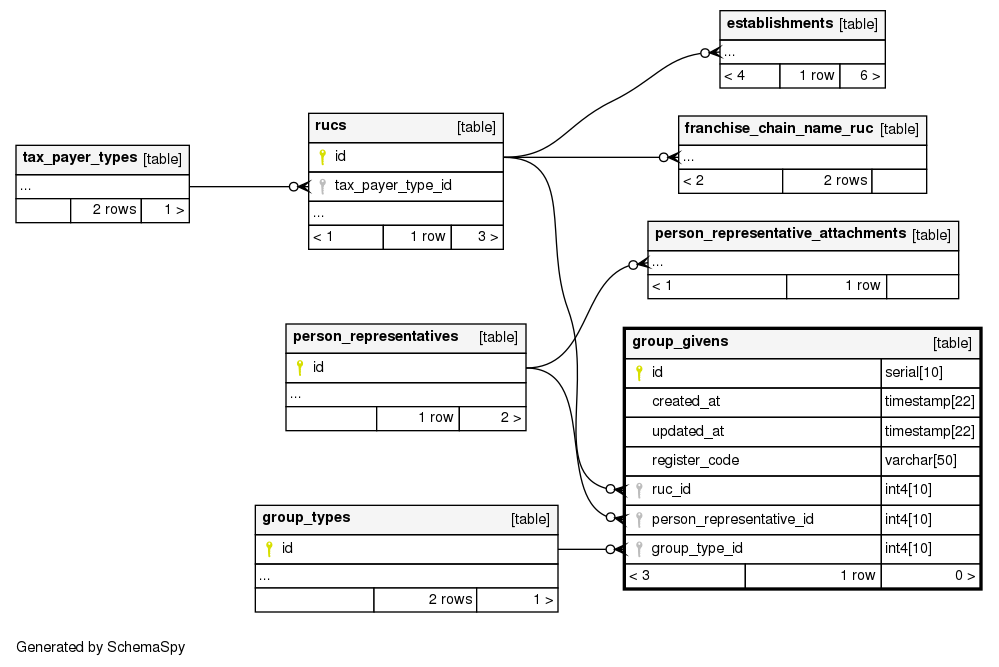 establishments [table]
...
< 4 1 row 6 >
rucs [table]
id
tax_payer_type_id
...
< 1 1 row 3 >
franchise_chain_name_ruc [table]
...
< 2 2 rows
tax_payer_types [table]
...
2 rows 1 >
person_representative_attachments [table]
...
< 1 1 row
person_representatives [table]
id
...
1 row 2 >
group_givens [table]
id serial[10]
created_at timestamp[22]
updated_at timestamp[22]
register_code varchar[50]
ruc_id int4[10]
person_representative_id int4[10]
group_type_id int4[10]
< 3 1 row 0 >
group_types [table]
id
...
2 rows 1 >
Generated by SchemaSpy